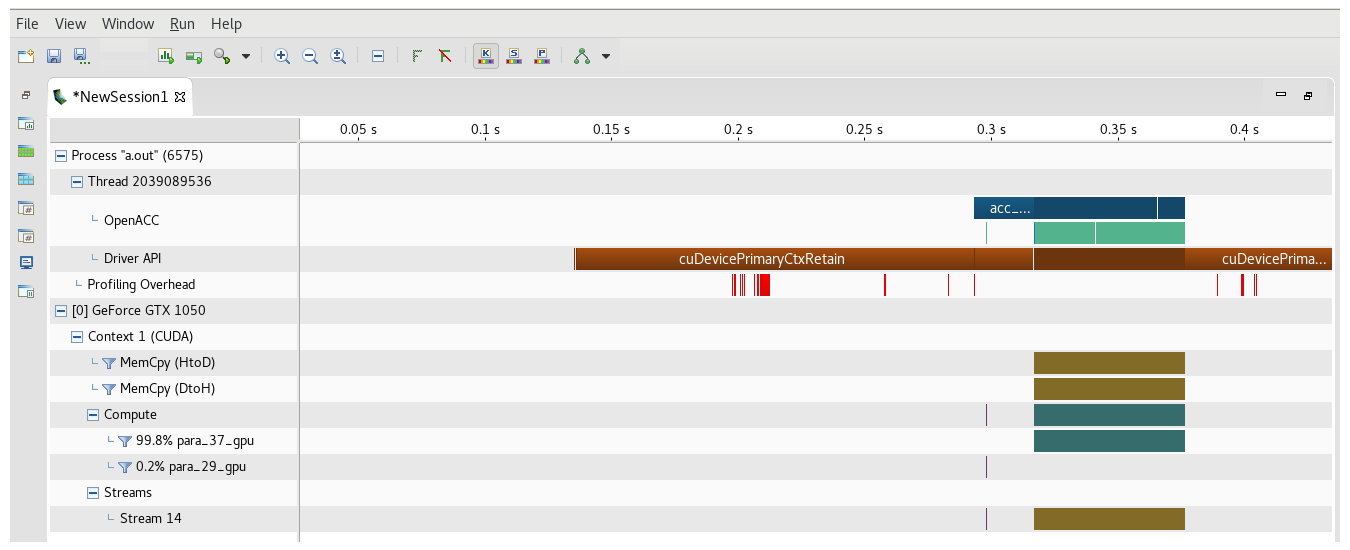 File View Window Run Help
*NewSession1
0.05 s 0.1 s 0.15 s 0.2 s 0.25 s 0.3 s 0.35 s 0.4 s
Process "a.out" (6575)
Thread 2039089536
OpenACC acc_...
Driver API cuDevicePrimaryCtxRetain cuDevicePrima...
Profiling Overhead
[0] GeForce GTX 1050
Context 1 (CUDA)
MemCpy (HtoD)
MemCpy (DtoH)
Compute
99.8% para_37_gpu
0.2% para_29_gpu
Streams
Stream 14